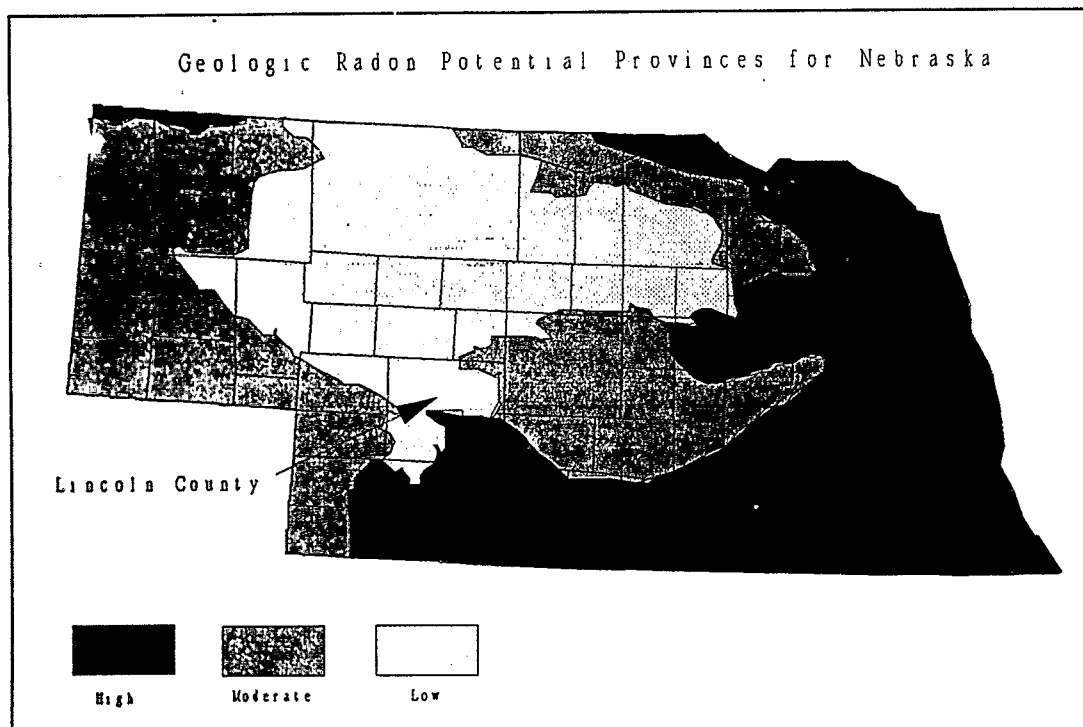 Geologic Radon Potential Provinces for Nebraska
Lincoln County
High
Moderate
Low